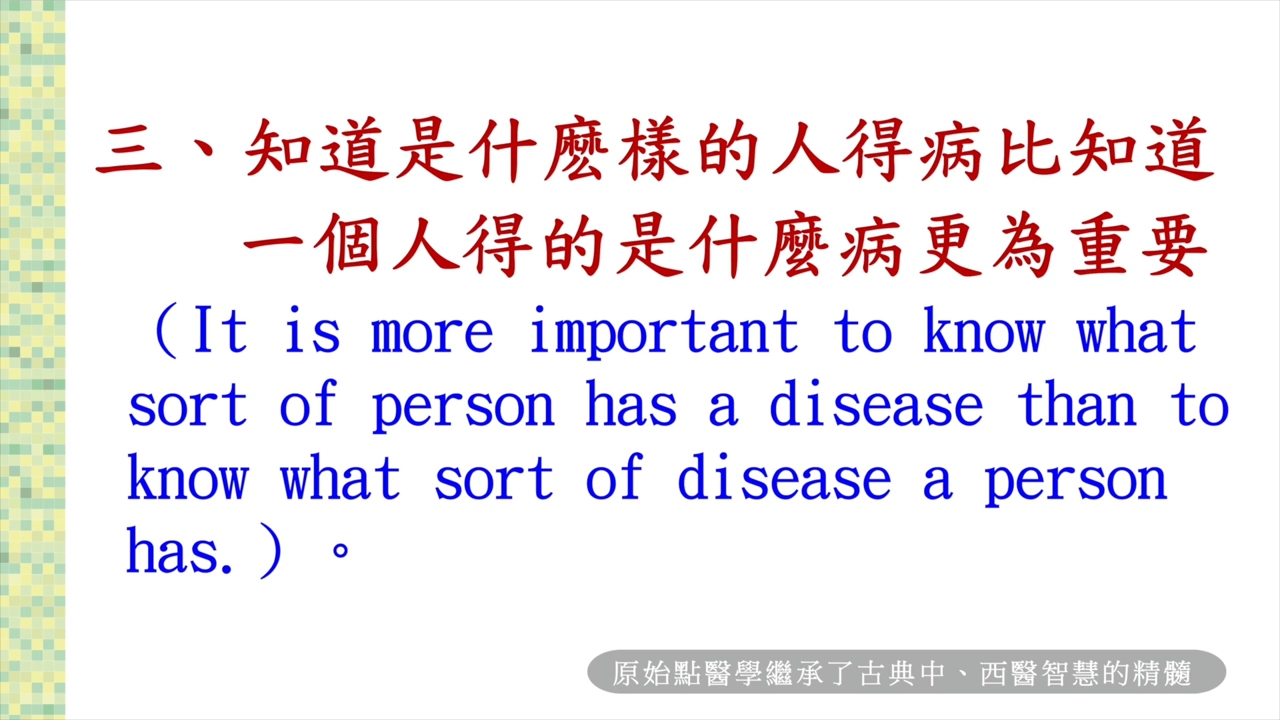 三、知道是什麼樣的人得病比知道
一個人得的是什麼病更為重要
（It is more important to know what
sort of person has a disease than to
know what sort of disease a person
has.）。
原始點醫學繼承了古典中、西醫智慧的精髓